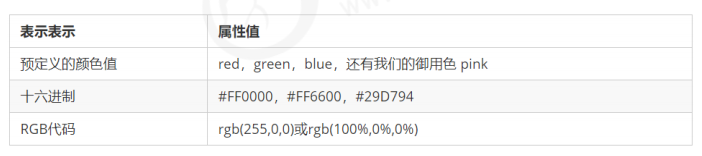 表示表示 属性值
预定义的颜色值 red，green，blue，还有我们的御用色 pink
十六进制 #FF0000，#FF6600，#29D794
RGB代码 rgb(255,0,0)或rgb(100%,0%,0%)